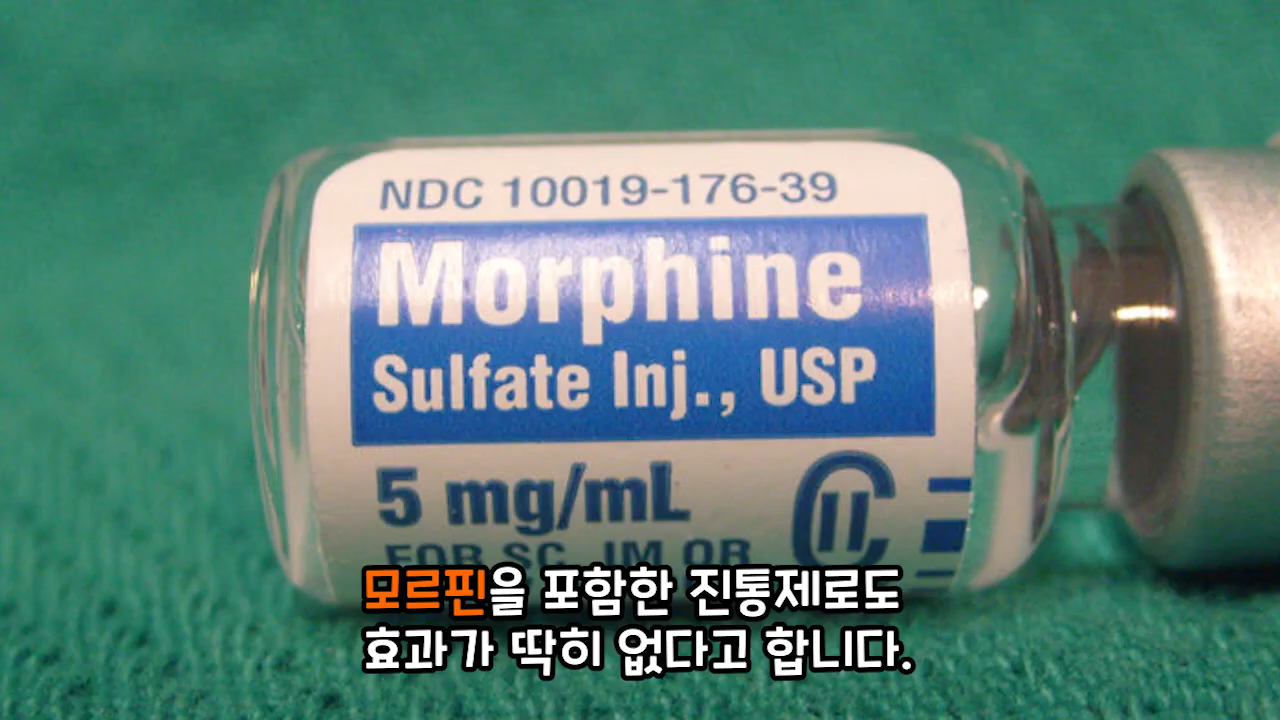 NDC 10019-176-39
Morphine
Sulfate Inj., USP
5 mg/mL
CII
FOR SC, IM OR
모르핀을 포함한 진통제로도
효과가 딱히 없다고 합니다.